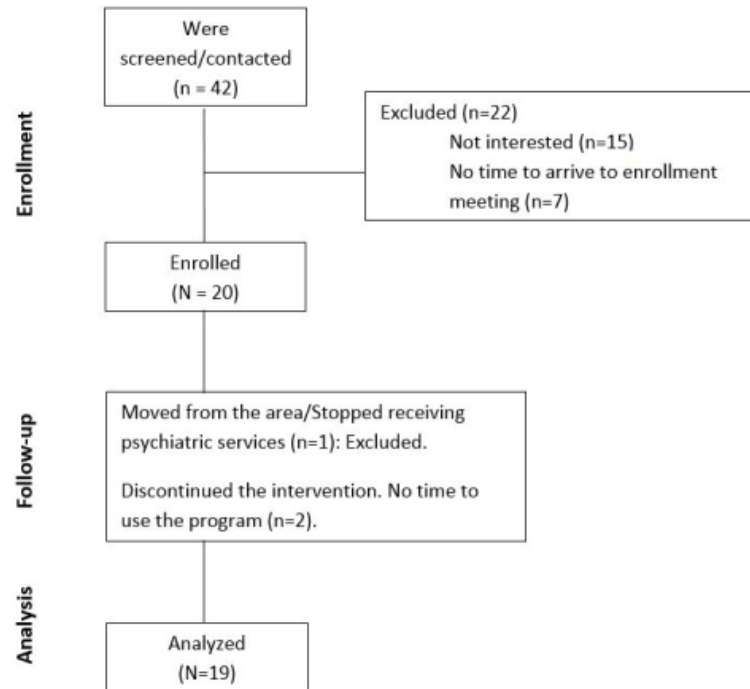 Were
screened/contacted
(n = 42)
Enrollment
Excluded (n=22)
Not interested (n=15)
No time to arrive to enrollment
meeting (n=7)
Enrolled
(N = 20)
Follow-up
Moved from the area/Stopped receiving
psychiatric services (n=1): Excluded.
Discontinued the intervention. No time to
use the program (n=2).
Analysis
Analyzed
(N=19)